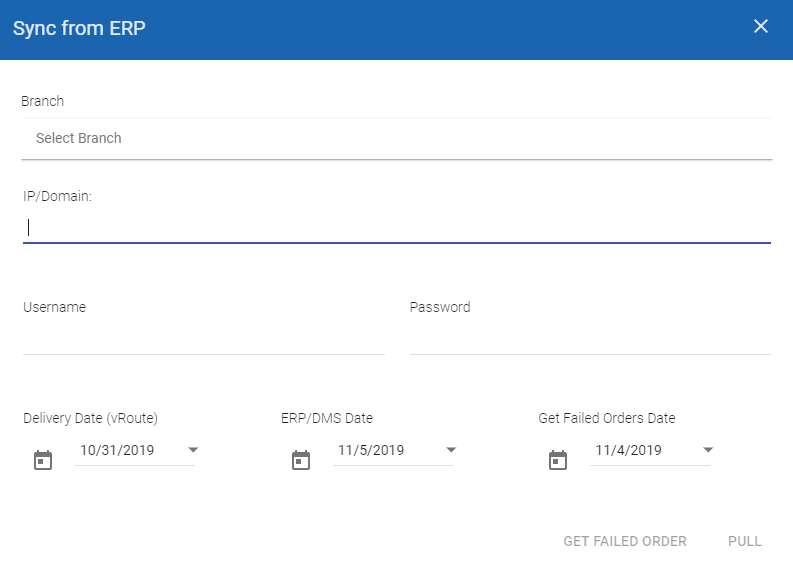 Sync from ERP
Branch
Select Branch
IP/Domain:
Username Password
Delivery Date (vRoute) ERP/DMS Date Get Failed Orders Date
10/31/2019 11/5/2019 11/4/2019
GET FAILED ORDER PULL